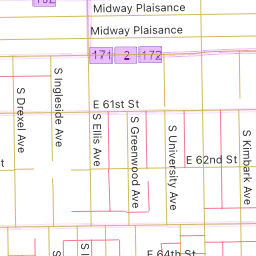 192
Midway Plaisance
Midway Plaisance
171 2 172
S Drexel Ave
S Ingleside Ave
E 61st St
S Ellis Ave
S Greenwood Ave
S University Ave
S Kimbark Ave
E 62nd St
t
S
S
E 64th St